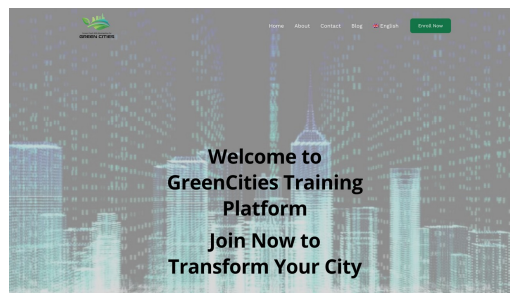 GREEN CITIES
Home About Contact Blog English Enroll Now
Welcome to
GreenCities Training
Platform
Join Now to
Transform Your City